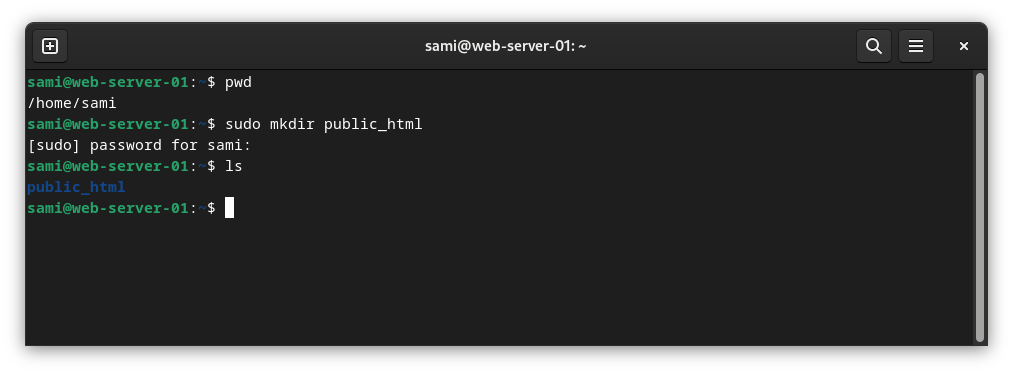 sami@web-server-01: ~
sami@web-server-01:~$ pwd
/home/sami
sami@web-server-01:~$ sudo mkdir public_html
[sudo] password for sami:
sami@web-server-01:~$ ls
public_html
sami@web-server-01:~$